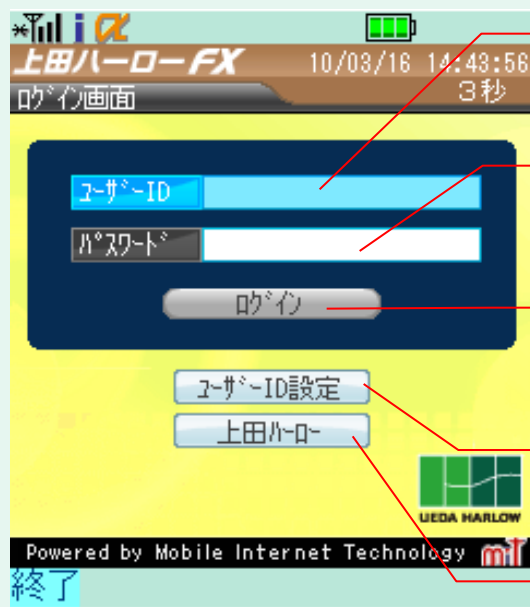 i α
上田ハーローFX 10/03/16 14:43:56
ﾛｸﾞｲﾝ画面 3秒
ﾕｰｻﾞｰID
ﾊﾟｽﾜｰﾄﾞ
ﾛｸﾞｲﾝ
ﾕｰｻﾞｰID設定
上田ﾊｰﾛｰ
UEDA HARLOW
Powered by Mobile Internet Technology mit
終了